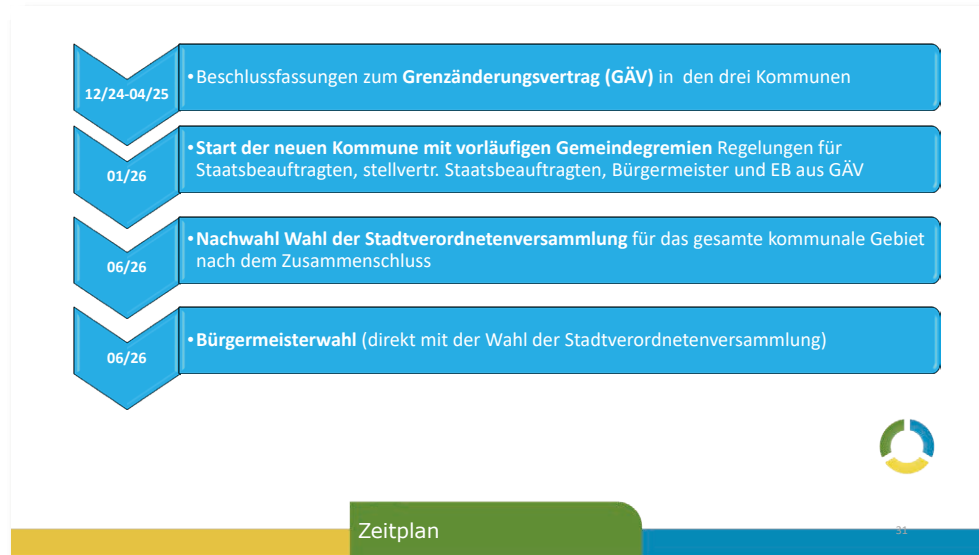 12/24-04/25
•Beschlussfassungen zum Grenzänderungsvertrag (GÄV) in den drei Kommunen
01/26
•Start der neuen Kommune mit vorläufigen Gemeindegremien Regelungen für
Staatsbeauftragten, stellvertr. Staatsbeauftragten, Bürgermeister und EB aus GÄV
06/26
•Nachwahl Wahl der Stadtverordnetenversammlung für das gesamte kommunale Gebiet
nach dem Zusammenschluss
06/26
•Bürgermeisterwahl (direkt mit der Wahl der Stadtverordnetenversammlung)
Zeitplan
31